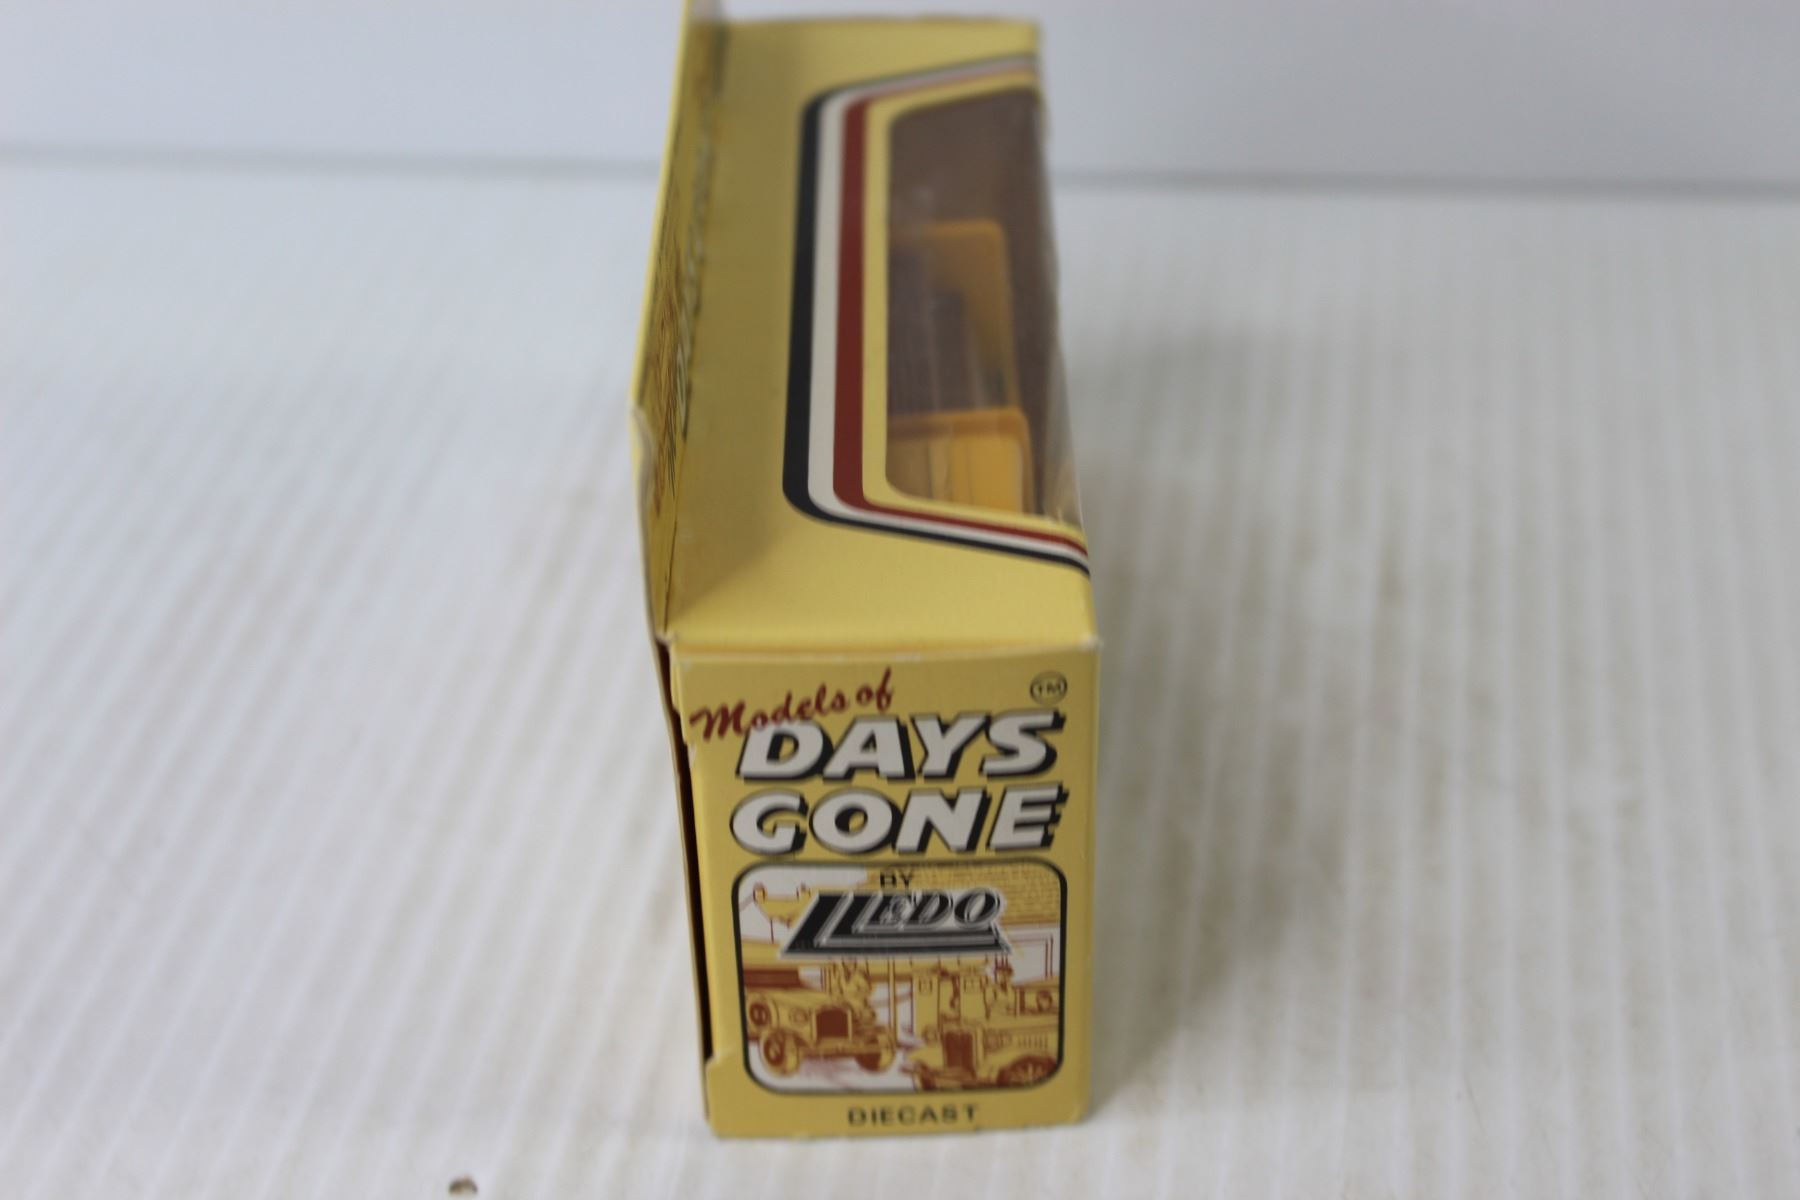 Models of
TM
DAYS
GONE
BY
LLEDO
DIECAST